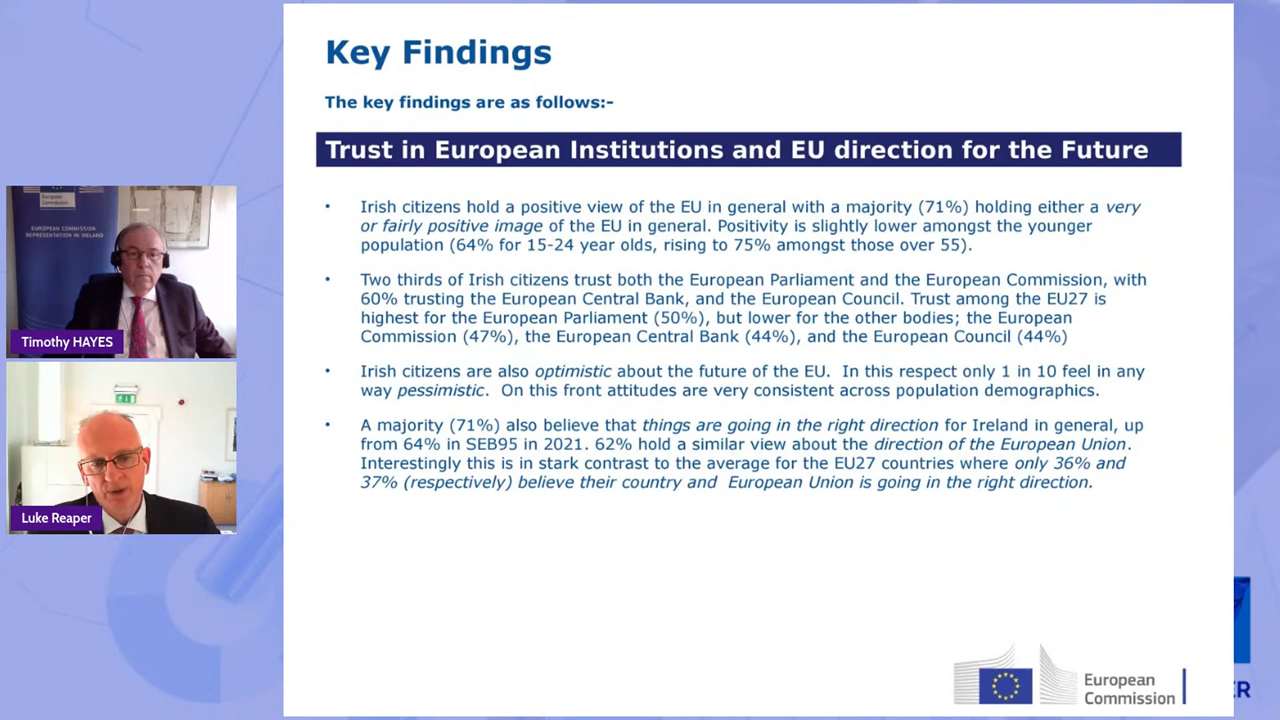 Key Findings
The key findings are as follows:-
Trust in European Institutions and EU direction for the Future
• Irish citizens hold a positive view of the EU in general with a majority (71%) holding either a very
or fairly positive image of the EU in general. Positivity is slightly lower amongst the younger
population (64% for 15-24 year olds, rising to 75% amongst those over 55).
• Two thirds of Irish citizens trust both the European Parliament and the European Commission, with
60% trusting the European Central Bank, and the European Council. Trust among the EU27 is
highest for the European Parliament (50%), but lower for the other bodies; the European
Commission (47%), the European Central Bank (44%), and the European Council (44%)
• Irish citizens are also optimistic about the future of the EU. In this respect only 1 in 10 feel in any
way pessimistic. On this front attitudes are very consistent across population demographics.
• A majority (71%) also believe that things are going in the right direction for Ireland in general, up
from 64% in SEB95 in 2021. 62% hold a similar view about the direction of the European Union.
Interestingly this is in stark contrast to the average for the EU27 countries where only 36% and
37% (respectively) believe their country and European Union is going in the right direction.
European
Commission
EUROPEAN COMMISSION
REPRESENTATION IN IRELAND
Timothy HAYES
Luke Reaper
European
Commission
ER